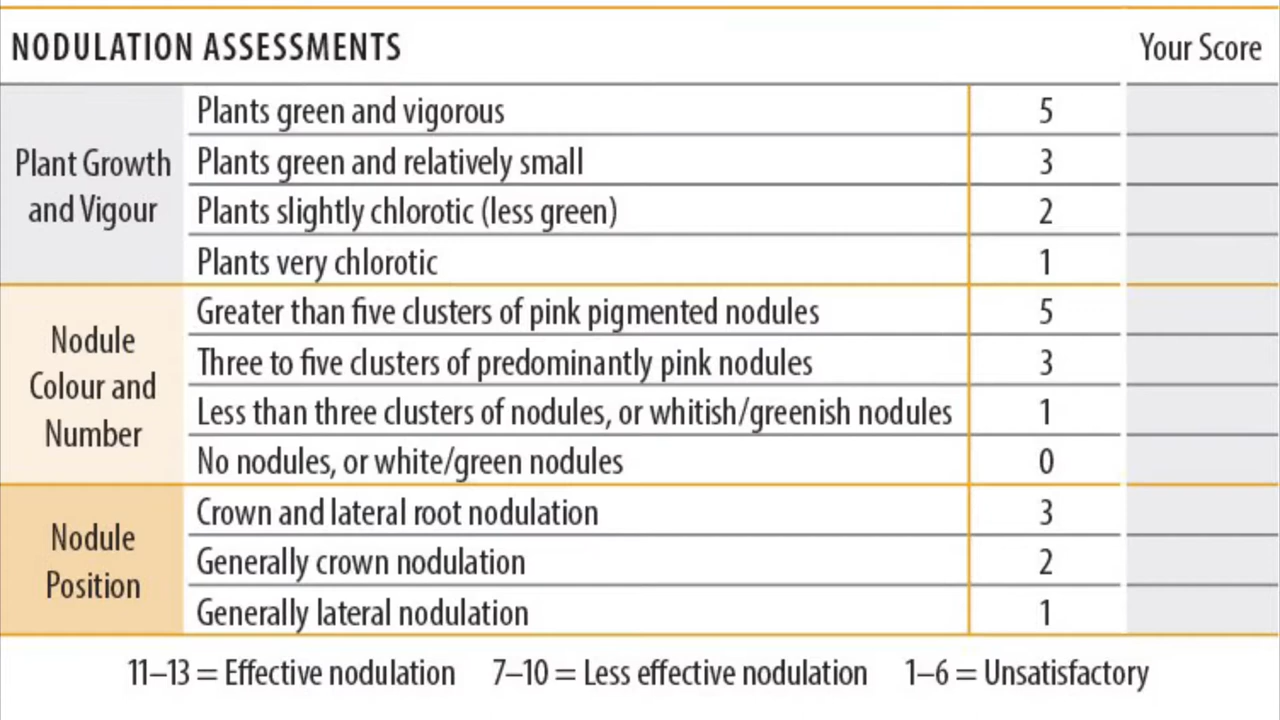 NODULATION ASSESSMENTS Your Score
Plant Growth
and Vigour
Plants green and vigorous 5
Plants green and relatively small 3
Plants slightly chlorotic (less green) 2
Plants very chlorotic 1
Nodule
Colour and
Number
Greater than five clusters of pink pigmented nodules 5
Three to five clusters of predominantly pink nodules 3
Less than three clusters of nodules, or whitish/greenish nodules 1
No nodules, or white/green nodules 0
Nodule
Position
Crown and lateral root nodulation 3
Generally crown nodulation 2
Generally lateral nodulation 1
11–13 = Effective nodulation 7–10 = Less effective nodulation 1–6 = Unsatisfactory